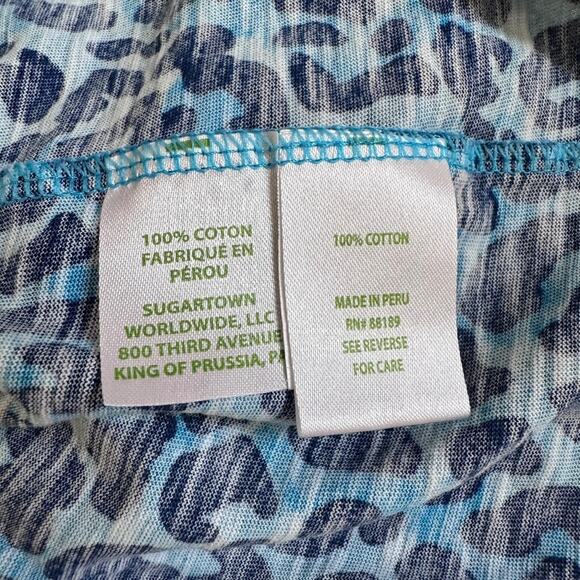 100% COTON
FABRIQUÉ EN
PÉROU
SUGARTOWN
WORLDWIDE, LLC
800 THIRD AVENUE
KING OF PRUSSIA, PA
100% COTTON
MADE IN PERU
RN# 88189
SEE REVERSE
FOR CARE